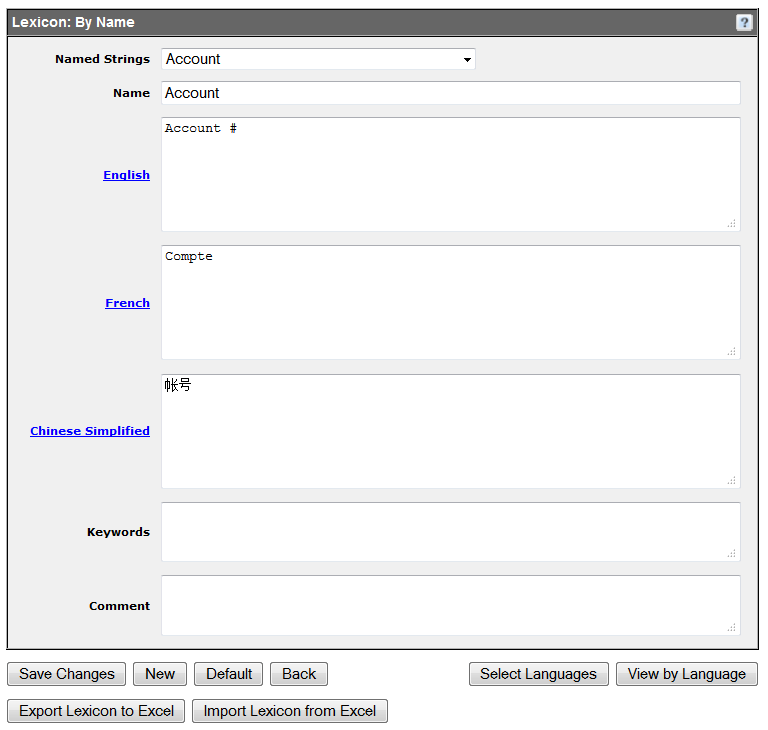 Lexicon: By Name
?
Named Strings Account
Name Account
English Account #
French Compte
Chinese Simplified 帐号
Keywords
Comment
Save Changes New Default Back Select Languages View by Language
Export Lexicon to Excel Import Lexicon from Excel